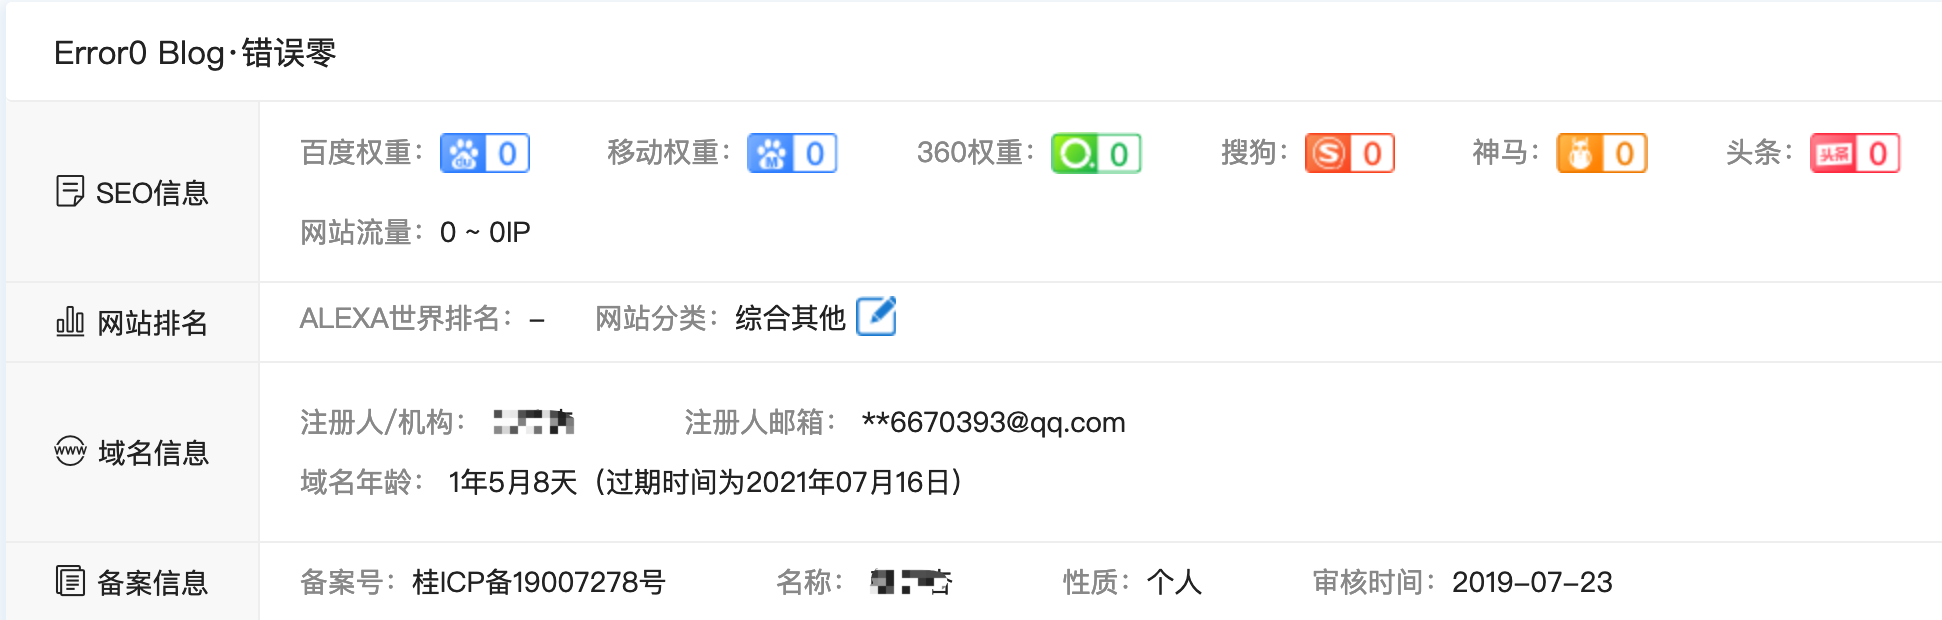 Error0 Blog·错误零
SEO信息
百度权重： du 0 移动权重： M 0 360权重： 0 搜狗： S 0 神马： 0 头条： 头条 0
网站流量： 0 ~ 0IP
网站排名
ALEXA世界排名： – 网站分类： 综合其他
www 域名信息
注册人/机构： 注册人邮箱： **6670393@qq.com
域名年龄： 1年5月8天（过期时间为2021年07月16日）
备案信息
备案号： 桂ICP备19007278号 名称： 性质： 个人 审核时间： 2019-07-23